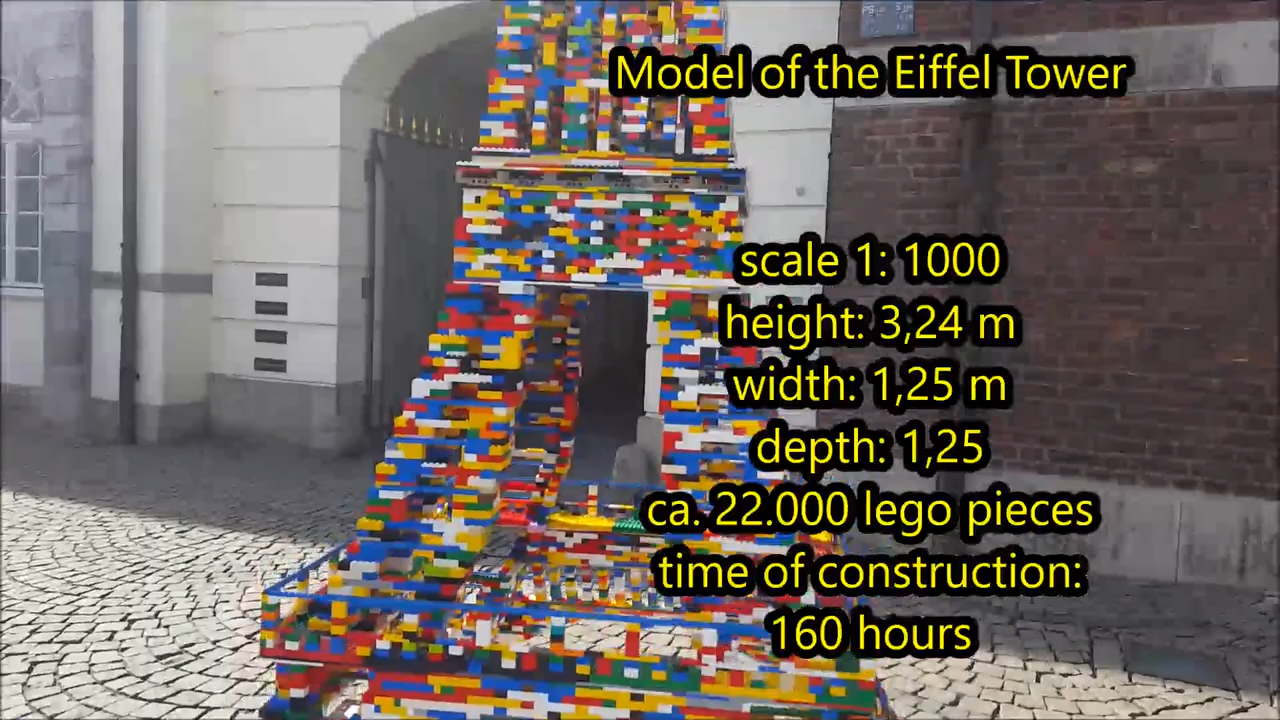 Model of the Eiffel Tower
scale 1: 1000
height: 3,24 m
width: 1,25 m
depth: 1,25
ca. 22.000 lego pieces
time of construction:
160 hours